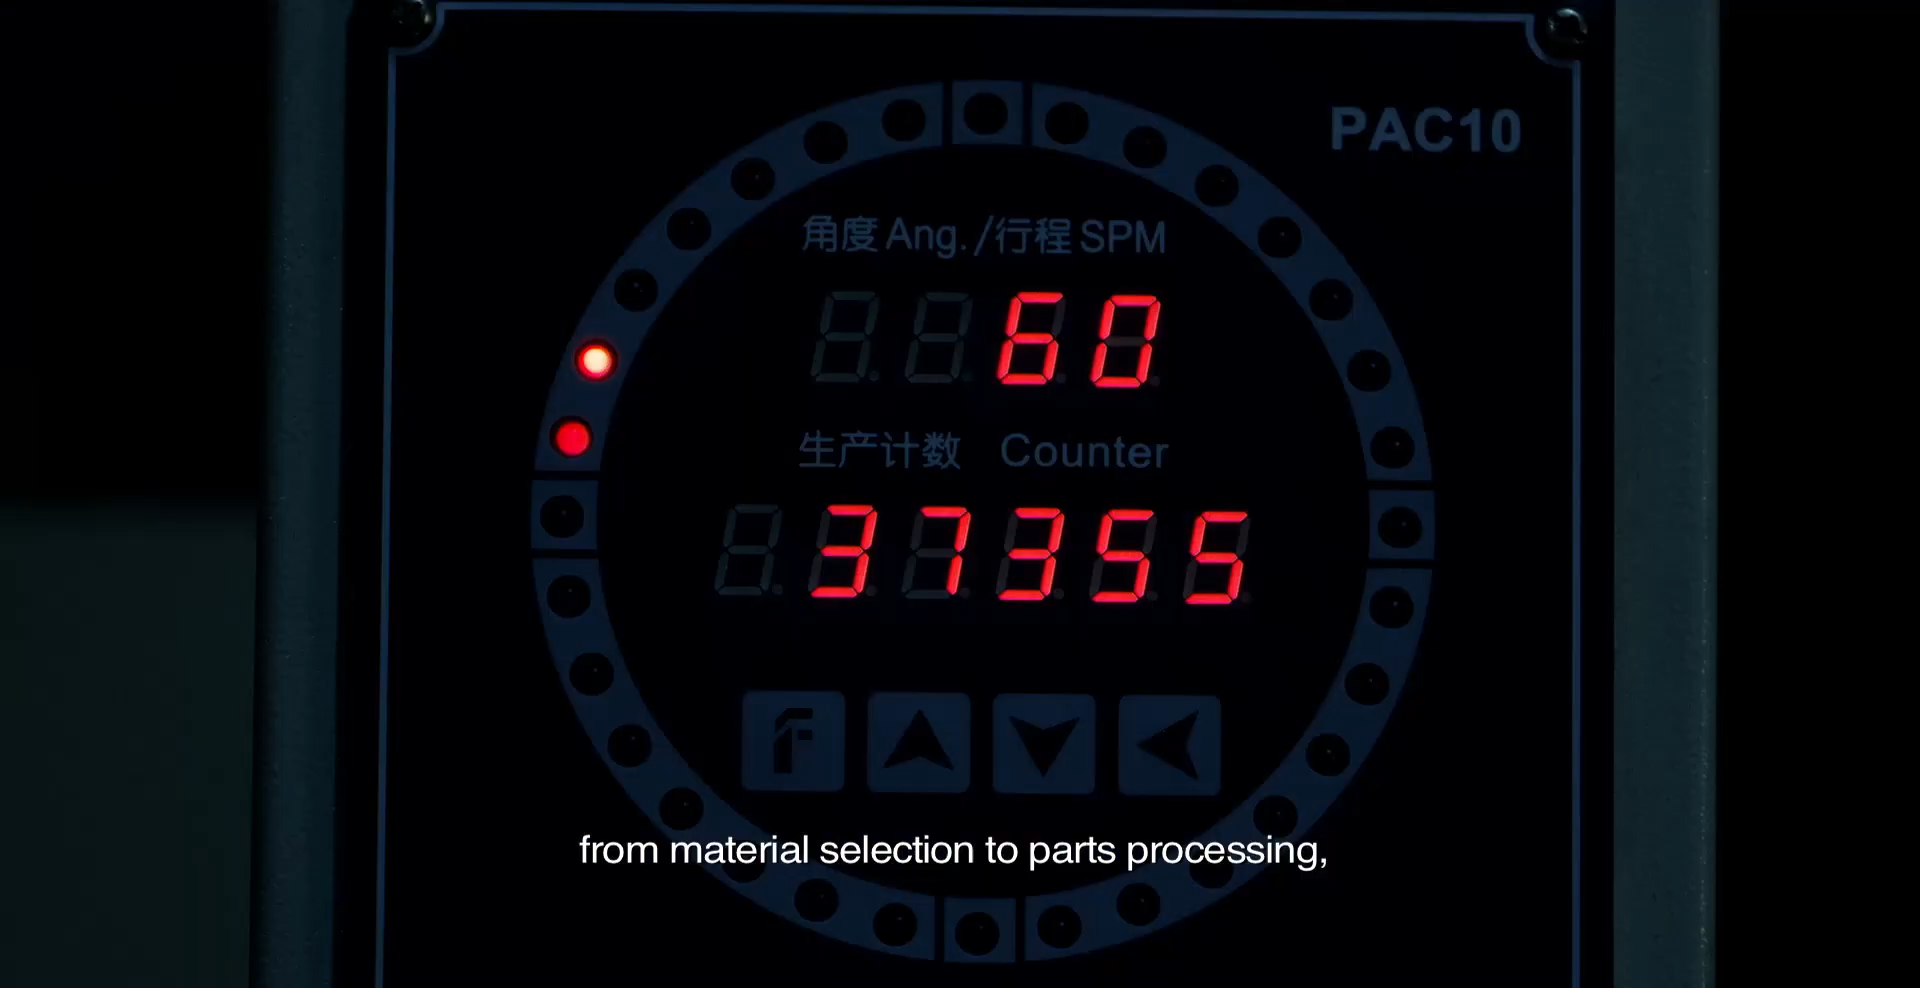 PAC10
角度 Ang./行程 SPM
60
生产计数 Counter
37355
F
from material selection to parts processing,